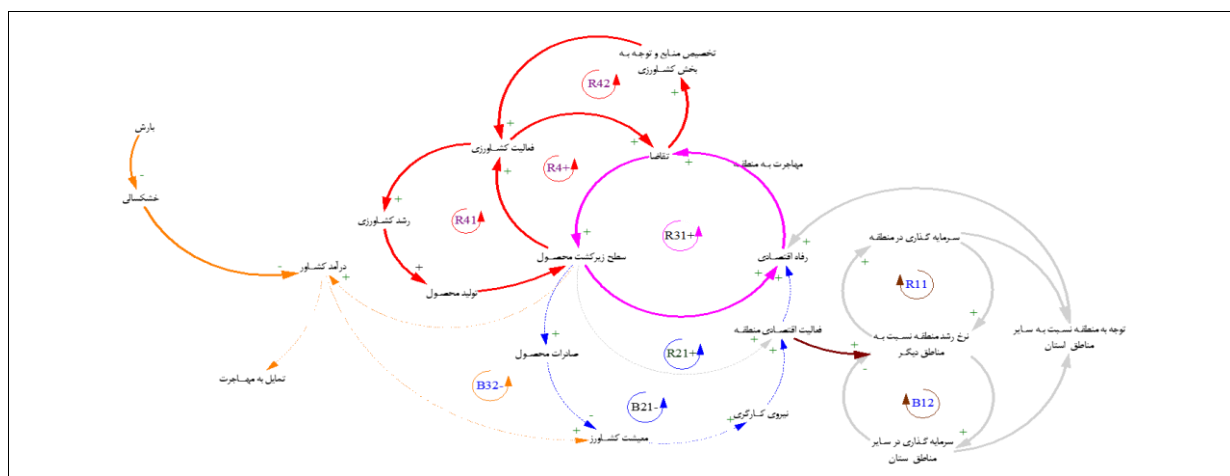 تخصیص منابع و توجه به
بخش کشاورزی
R42
بارش
فعالیت کشاورزی
تقاضا
مهاجرت به منطقه
R4+
خشکسالی
رشد کشاورزی
R41
R31+
سرمایه گذاری در منطقه
درآمد کشاور
سطح زیرکشت محصول
رفاه اقتصادی
R11
تولید محصول
فعالیت اقتصادی منطقه
نرخ رشد منطقه نسبت به
مناطق دیگر
توجه به منطقه نسبت به سایر
مناطق استان
صادرات محصول
R21+
تمایل به مهاجرت
B32-
B21-
نیروی کارگری
B12
معیشت کشاورز
سرمایه گذاری در سایر
مناطق ستان